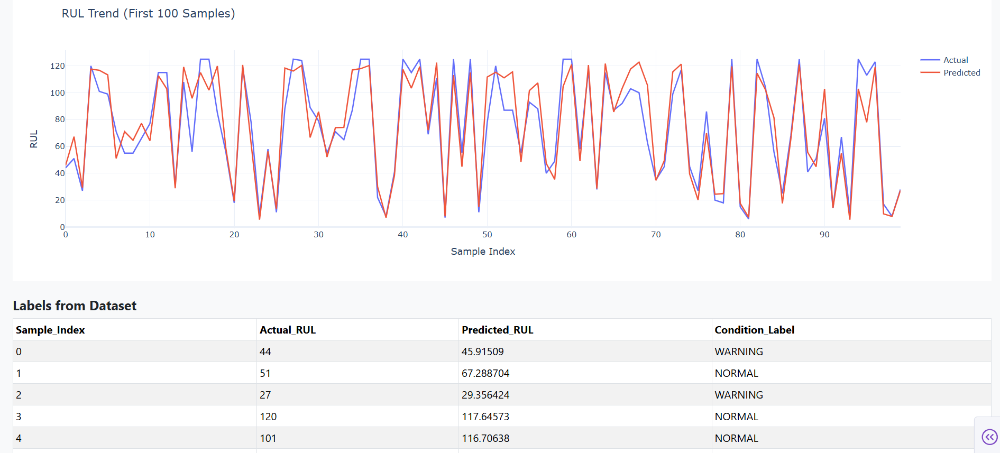 RUL Trend (First 100 Samples)
120
100
80
60
40
20
0
RUL
0 10 20 30 40 50 60 70 80 90
Sample Index
Actual
Predicted
Labels from Dataset
Sample_Index Actual_RUL Predicted_RUL Condition_Label
0 44 45.91509 WARNING
1 51 67.288704 NORMAL
2 27 29.356424 WARNING
3 120 117.64573 NORMAL
4 101 116.70638 NORMAL